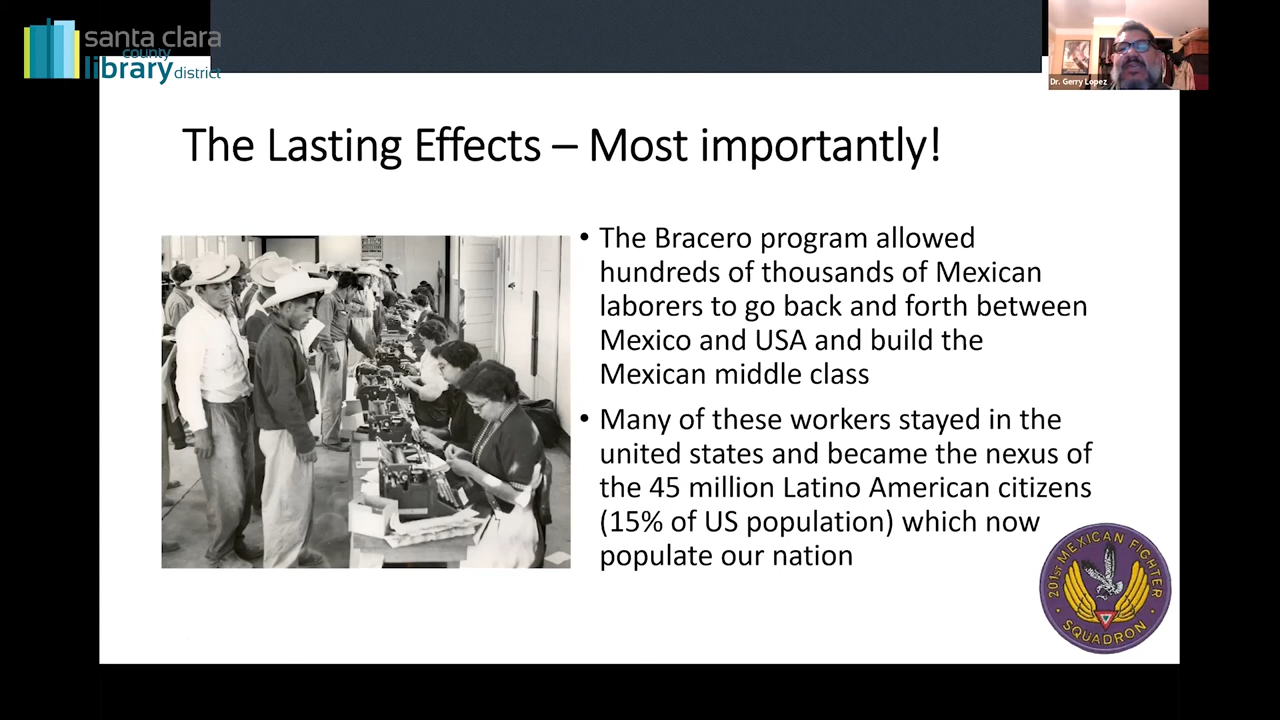 santa clara
county
library district
Dr. Gerry Lopez
The Lasting Effects – Most importantly!
• The Bracero program allowed
hundreds of thousands of Mexican
laborers to go back and forth between
Mexico and USA and build the
Mexican middle class
• Many of these workers stayed in the
united states and became the nexus of
the 45 million Latino American citizens
(15% of US population) which now
populate our nation
201ST MEXICAN FIGHTER
SQUADRON